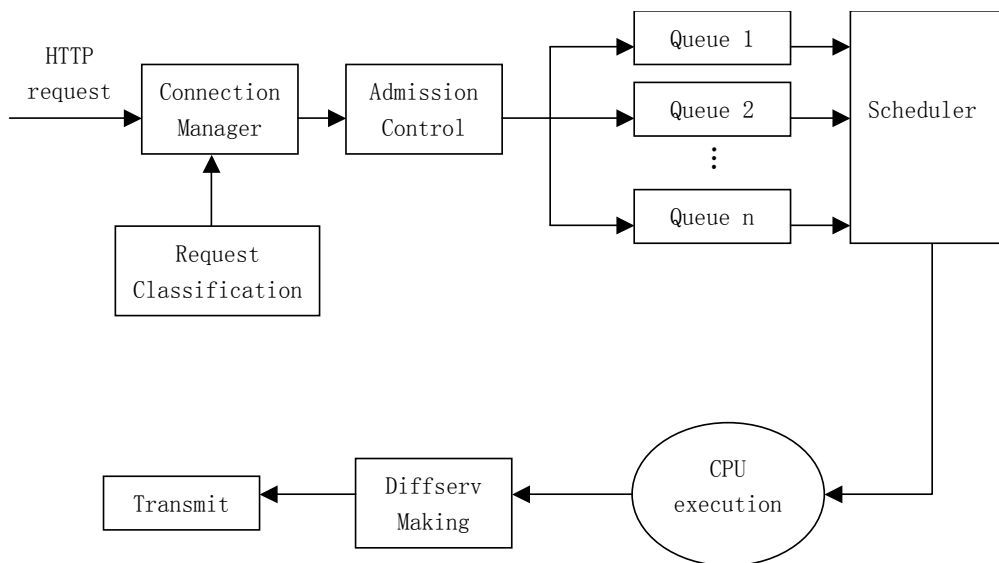 HTTP
request
Connection
Manager
Admission
Control
Queue 1
Queue 2
⋮
Queue n
Scheduler
Request
Classification
CPU
execution
Diffserv
Making
Transmit